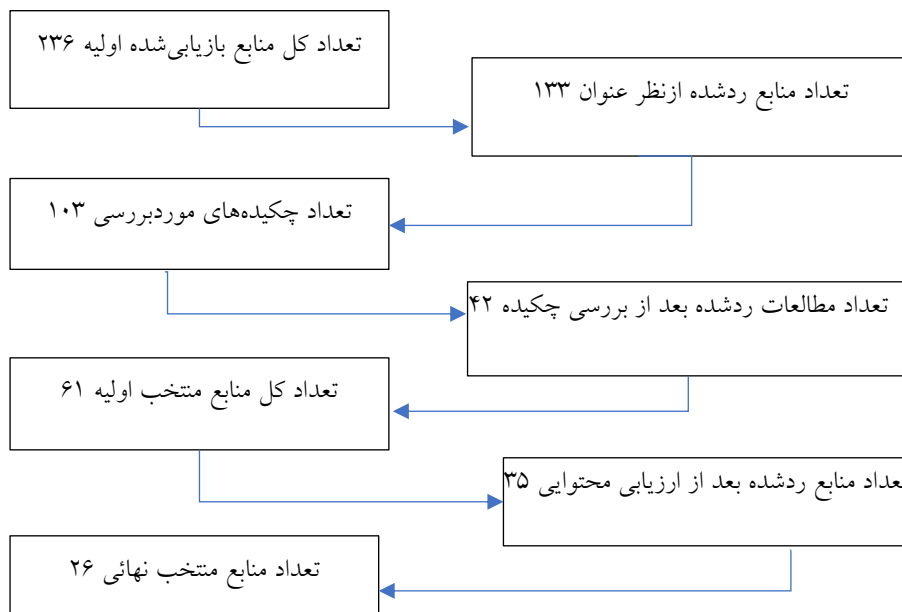 تعداد کل منابع بازیابی‌شده اولیه ۲۳۶
تعداد منابع ردشده ازنظر عنوان ۱۳۳
تعداد چکیده‌های موردبررسی ۱۰۳
تعداد مطالعات ردشده بعد از بررسی چکیده ۴۲
تعداد کل منابع منتخب اولیه ۶۱
تعداد منابع ردشده بعد از ارزیابی محتوایی ۳۵
تعداد منابع منتخب نهائی ۲۶